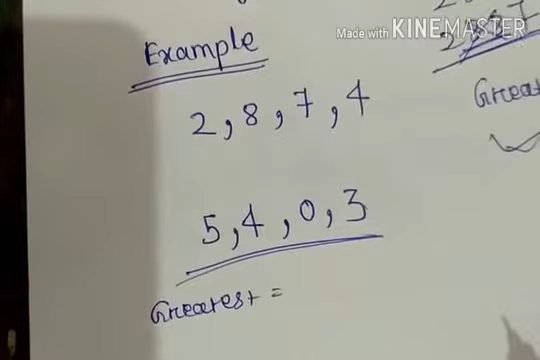 Made with KINEMASTER
Example
2, 8, 7, 4
5, 4, 0, 3
Greatest =